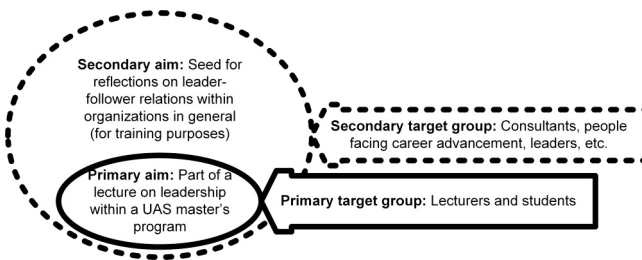 Secondary aim: Seed for
reflections on leader-
follower relations within
organizations in general
(for training purposes)
Secondary target group: Consultants, people
facing career advancement, leaders, etc.
Primary aim: Part of a
lecture on leadership
within a UAS master's
program
Primary target group: Lecturers and students